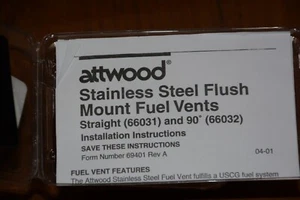 attwood®
Stainless Steel Flush
Mount Fuel Vents
Straight (66031) and 90° (66032)
Installation Instructions
SAVE THESE INSTRUCTIONS
Form Number 69401 Rev A
04-01
FUEL VENT FEATURES
The Attwood Stainless Steel Fuel Vent fulfills a USCG fuel system